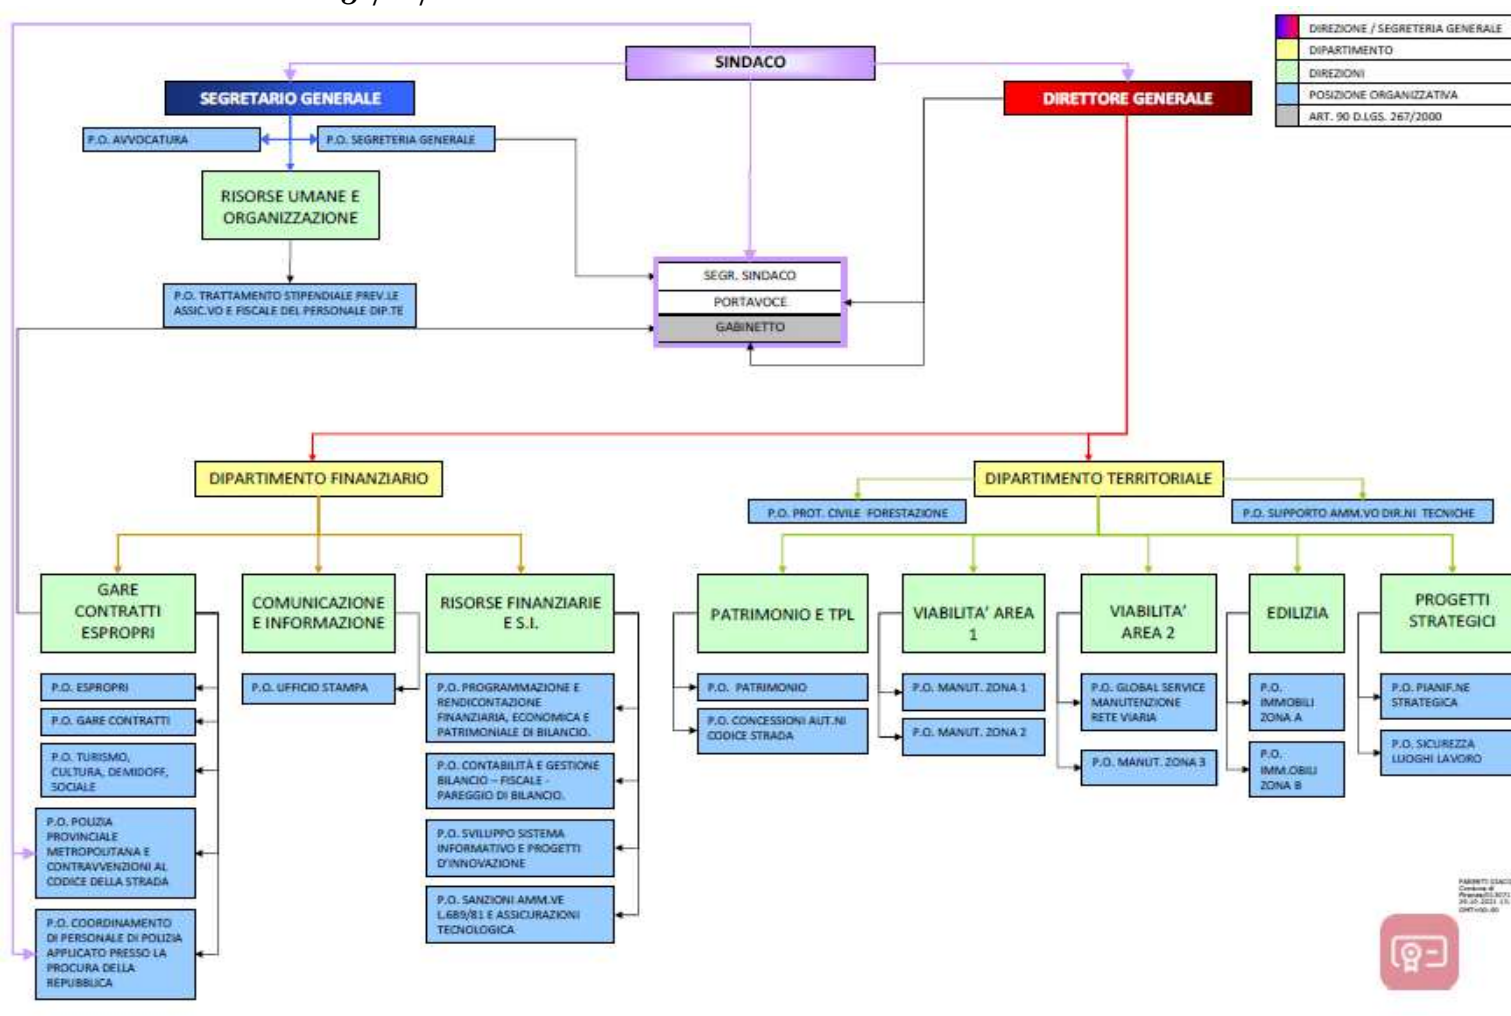 SINDACO
DIREZIONE / SEGRETERIA GENERALE
DIPARTIMENTO
DIREZIONI
POSIZIONE ORGANIZZATIVA
ART. 90 D.LGS. 267/2000
SEGRETARIO GENERALE
DIRETTORE GENERALE
P.O. AVVOCATURA
P.O. SEGRETERIA GENERALE
RISORSE UMANE E
ORGANIZZAZIONE
P.O. TRATTAMENTO STIPENDIALE PREV.LE
ASSIC.VO E FISCALE DEL PERSONALE DIP.TE
SEGR. SINDACO
PORTAVOCE
GABINETTO
DIPARTIMENTO FINANZIARIO
DIPARTIMENTO TERRITORIALE
P.O. PROT. CIVILE FORESTAZIONE
P.O. SUPPORTO AMM.VO DIR.NI TECNICHE
GARE
CONTRATTI
ESPROPRI
COMUNICAZIONE
E INFORMAZIONE
RISORSE FINANZIARIE
E S.I.
PATRIMONIO E TPL
VIABILITA' AREA
1
VIABILITA'
AREA 2
EDILIZIA
PROGETTI
STRATEGICI
P.O. ESPROPRI
P.O. GARE CONTRATTI
P.O. TURISMO,
CULTURA, DEMIDOFF,
SOCIALE
P.O. POLIZIA
PROVINCIALE
METROPOLITANA E
CONTRAVVENZIONI AL
CODICE DELLA STRADA
P.O. COORDINAMENTO
DI PERSONALE DI POLIZIA
APPLICATO PRESSO LA
PROCURA DELLA
REPUBBLICA
P.O. UFFICIO STAMPA
P.O. PROGRAMMAZIONE E
RENDICONTAZIONE
FINANZIARIA, ECONOMICA E
PATRIMONIALE DI BILANCIO.
P.O. CONTABILITÀ E GESTIONE
BILANCIO – FISCALE -
PAREGGIO DI BILANCIO.
P.O. SVILUPPO SISTEMA
INFORMATIVO E PROGETTI
D'INNOVAZIONE
P.O. SANZIONI AMM.VE
L.689/81 E ASSICURAZIONI
TECNOLOGICA
P.O. PATRIMONIO
P.O. CONCESSIONI AUT.NI
CODICE STRADA
P.O. MANUT. ZONA 1
P.O. MANUT. ZONA 2
P.O. GLOBAL SERVICE
MANUTENZIONE
RETE VIARIA
P.O. MANUT. ZONA 3
P.O.
IMMOBILI
ZONA A
P.O.
IMM.OBILI
ZONA B
P.O. PIANIF.NE
STRATEGICA
P.O. SICUREZZA
LUOGHI LAVORO
Comune di